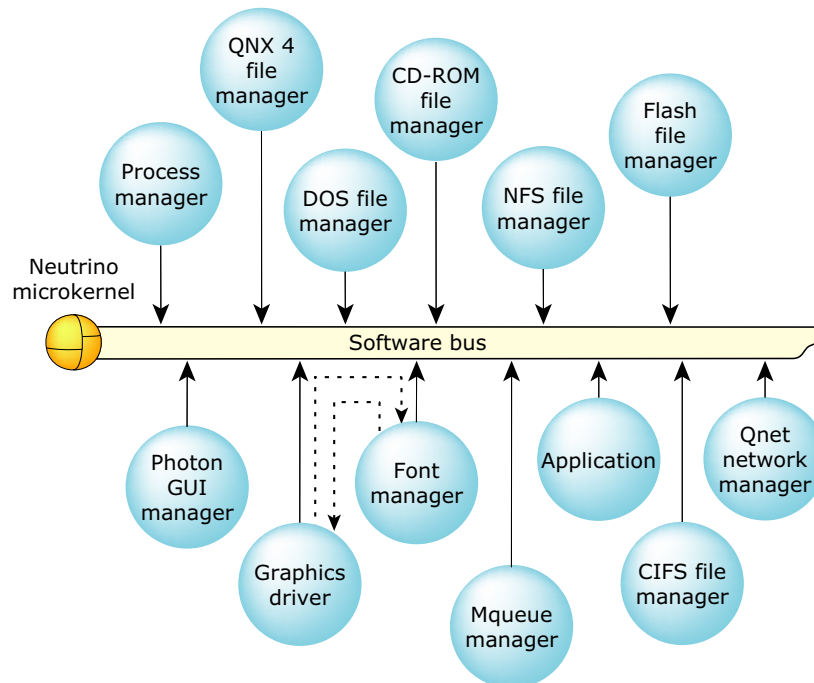 QNX 4
file
manager
CD-ROM
file
manager
Flash
file
manager
Process
manager
DOS file
manager
NFS file
manager
Neutrino
microkernel
Software bus
Photon
GUI
manager
Font
manager
Application
Qnet
network
manager
Graphics
driver
Mqueue
manager
CIFS file
manager